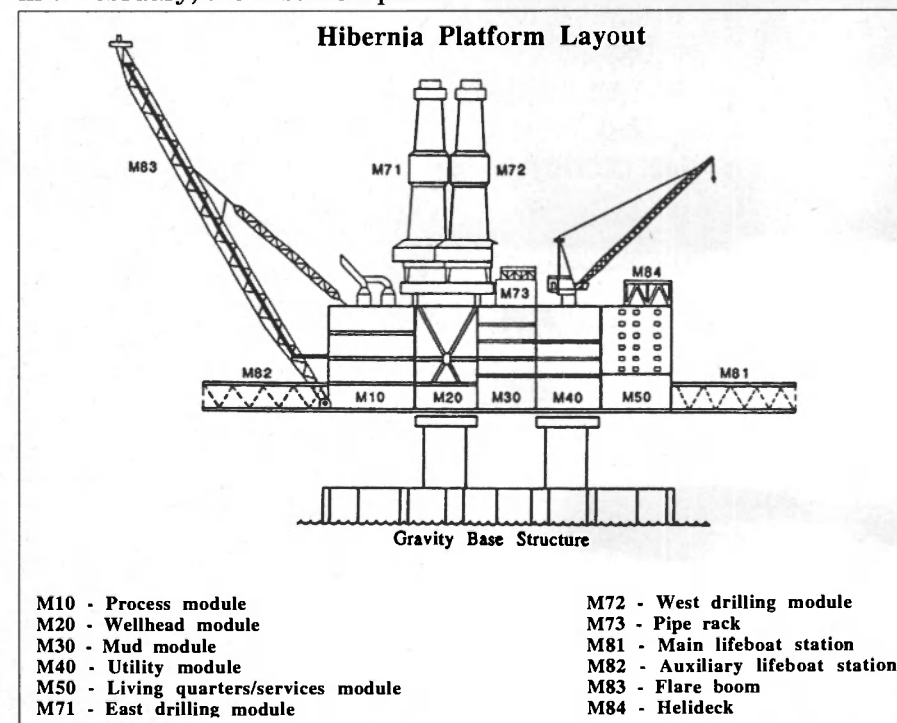 Hibernia Platform Layout
M83
M71
M72
M84
M73
M82
M81
M10
M20
M30
M40
M50
Gravity Base Structure
M10 - Process module
M20 - Wellhead module
M30 - Mud module
M40 - Utility module
M50 - Living quarters/services module
M71 - East drilling module
M72 - West drilling module
M73 - Pipe rack
M81 - Main lifeboat station
M82 - Auxiliary lifeboat station
M83 - Flare boom
M84 - Helideck